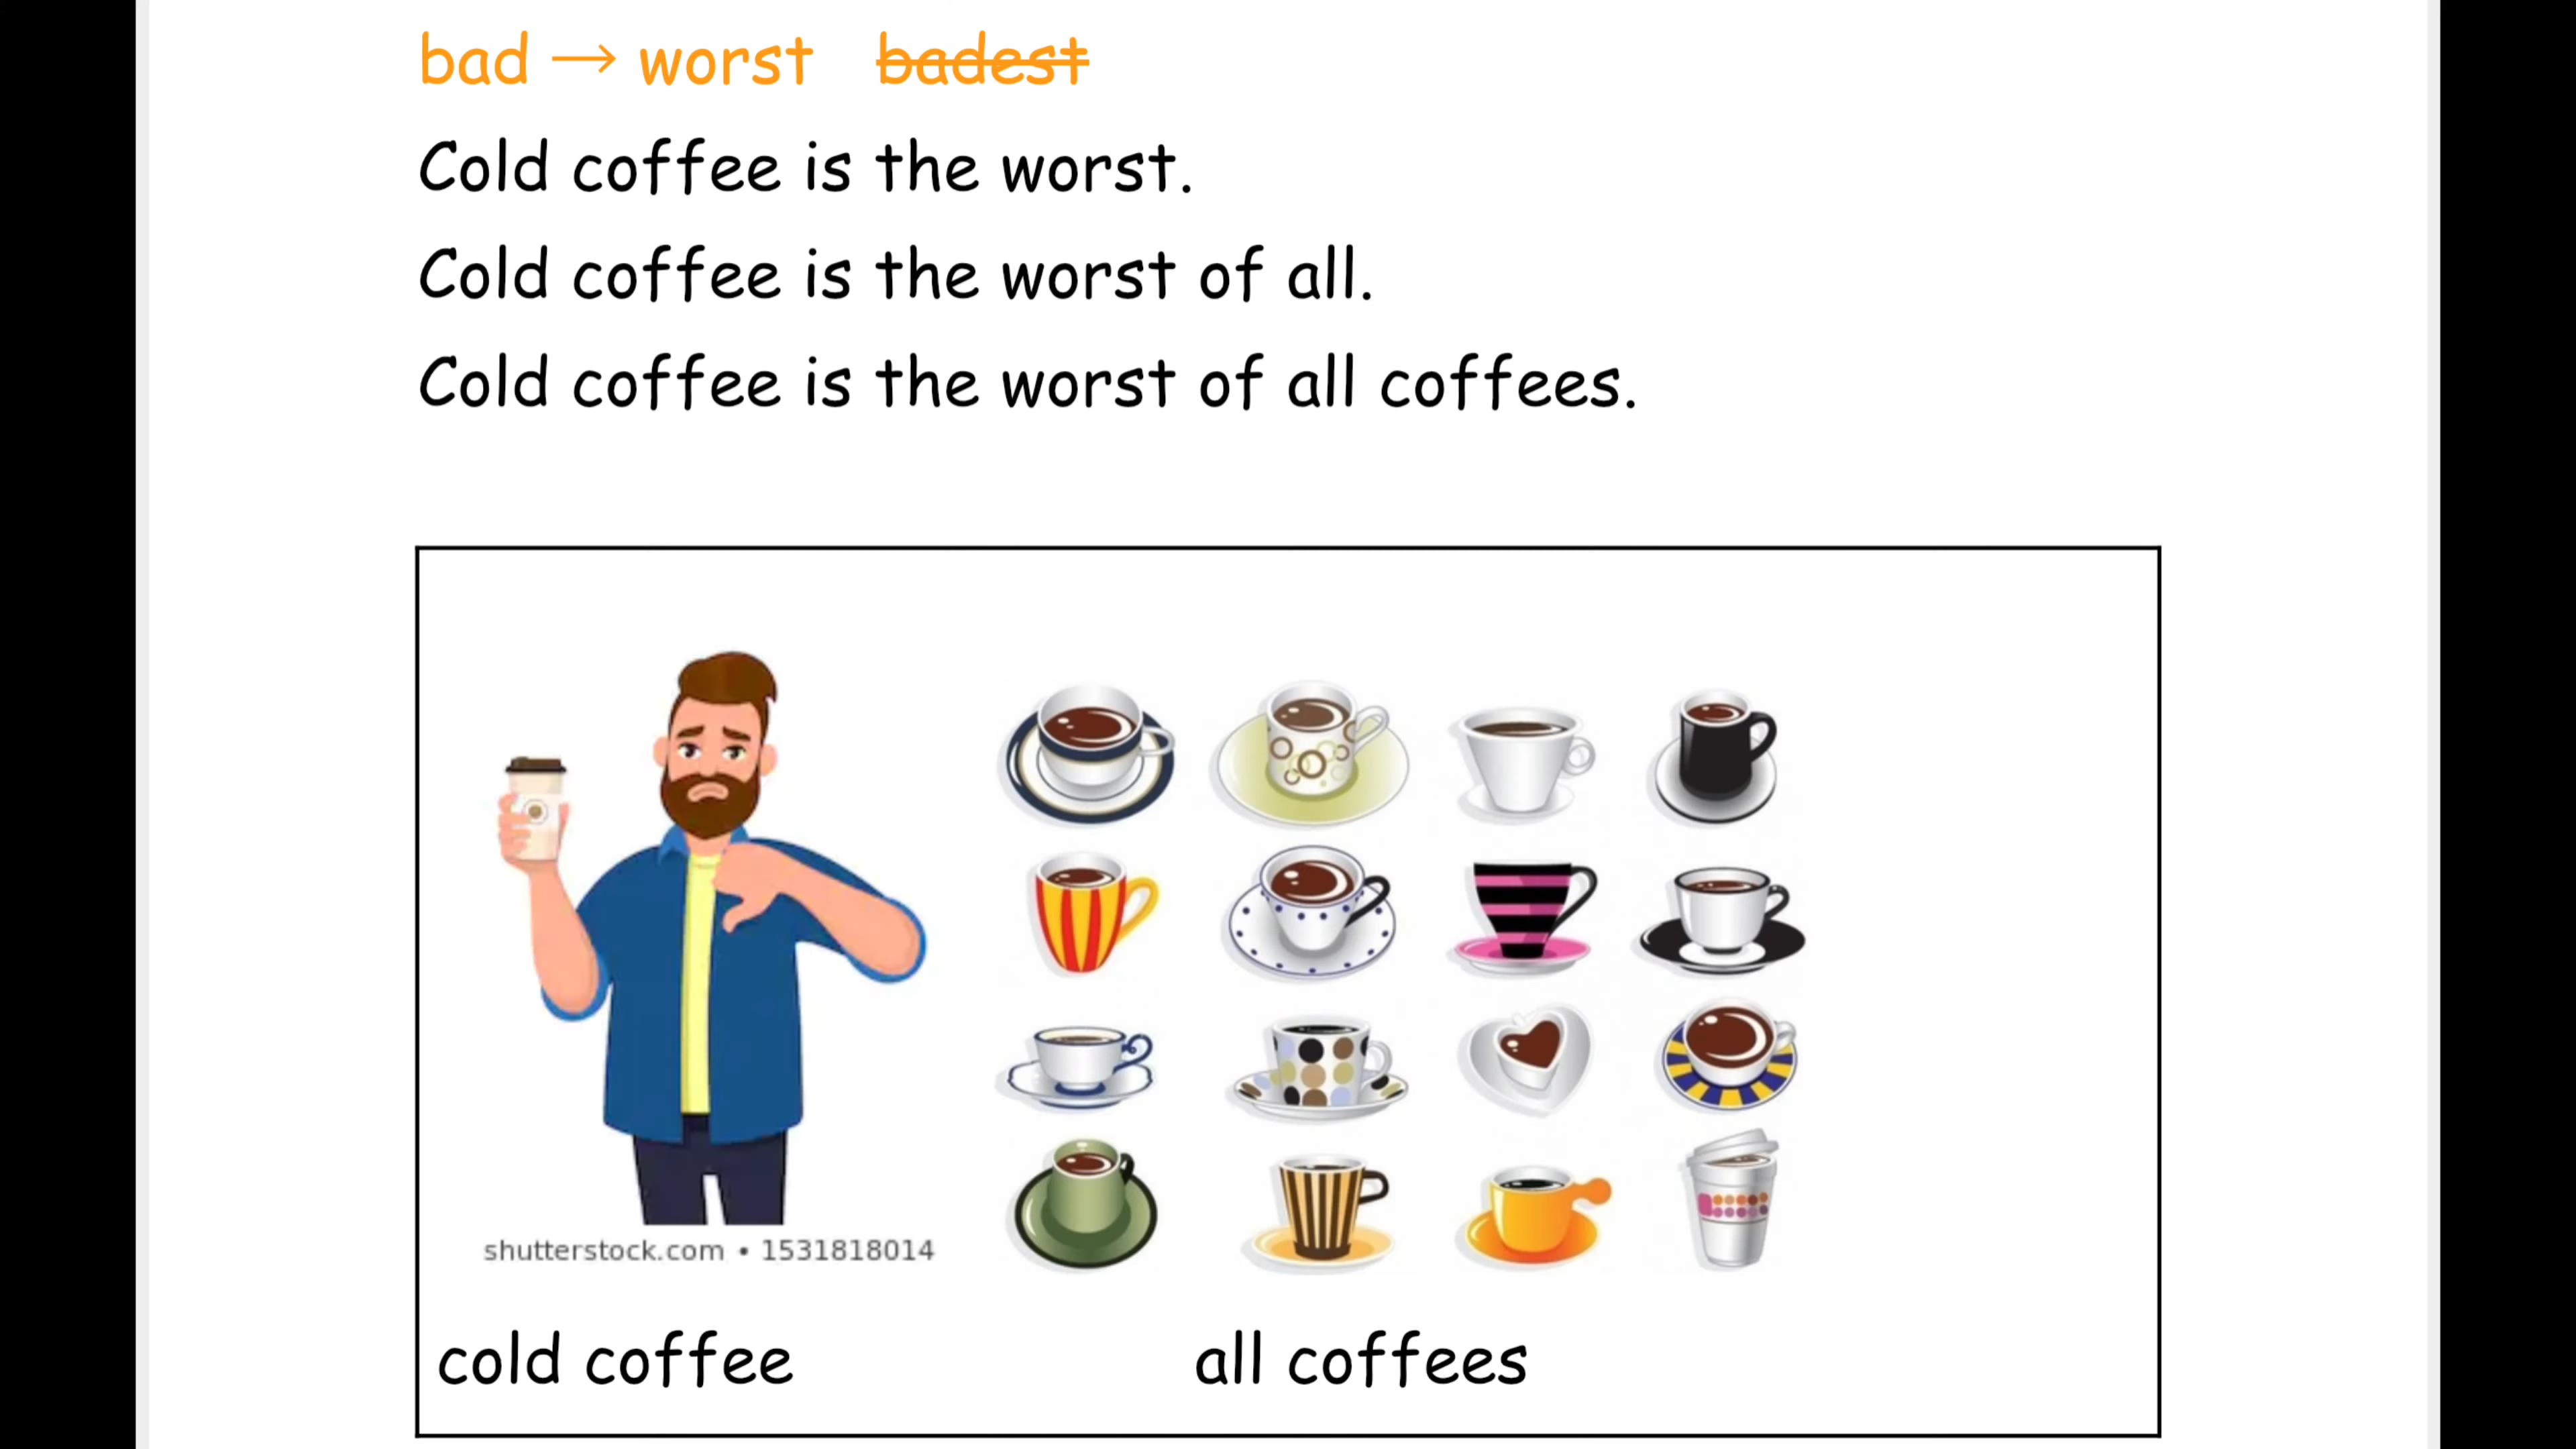 bad → worst badest
Cold coffee is the worst.
Cold coffee is the worst of all.
Cold coffee is the worst of all coffees.
shutterstock.com • 1531818014
cold coffee
all coffees